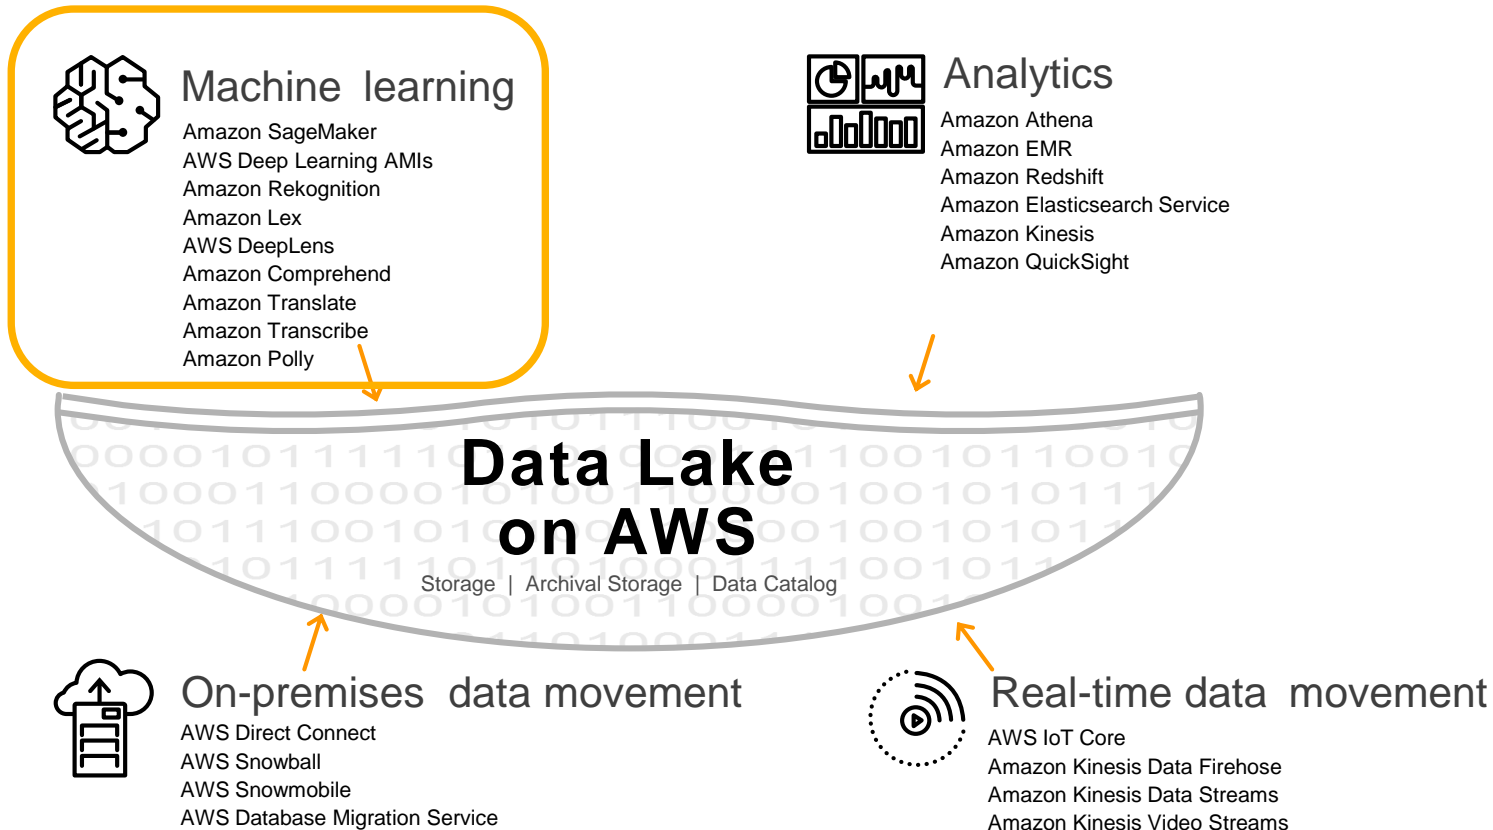 Machine learning
Amazon SageMaker
AWS Deep Learning AMIs
Amazon Rekognition
Amazon Lex
AWS DeepLens
Amazon Comprehend
Amazon Translate
Amazon Transcribe
Amazon Polly
Analytics
Amazon Athena
Amazon EMR
Amazon Redshift
Amazon Elasticsearch Service
Amazon Kinesis
Amazon QuickSight
Data Lake
on AWS
Storage | Archival Storage | Data Catalog
On-premises data movement
AWS Direct Connect
AWS Snowball
AWS Snowmobile
AWS Database Migration Service
Real-time data movement
AWS IoT Core
Amazon Kinesis Data Firehose
Amazon Kinesis Data Streams
Amazon Kinesis Video Streams